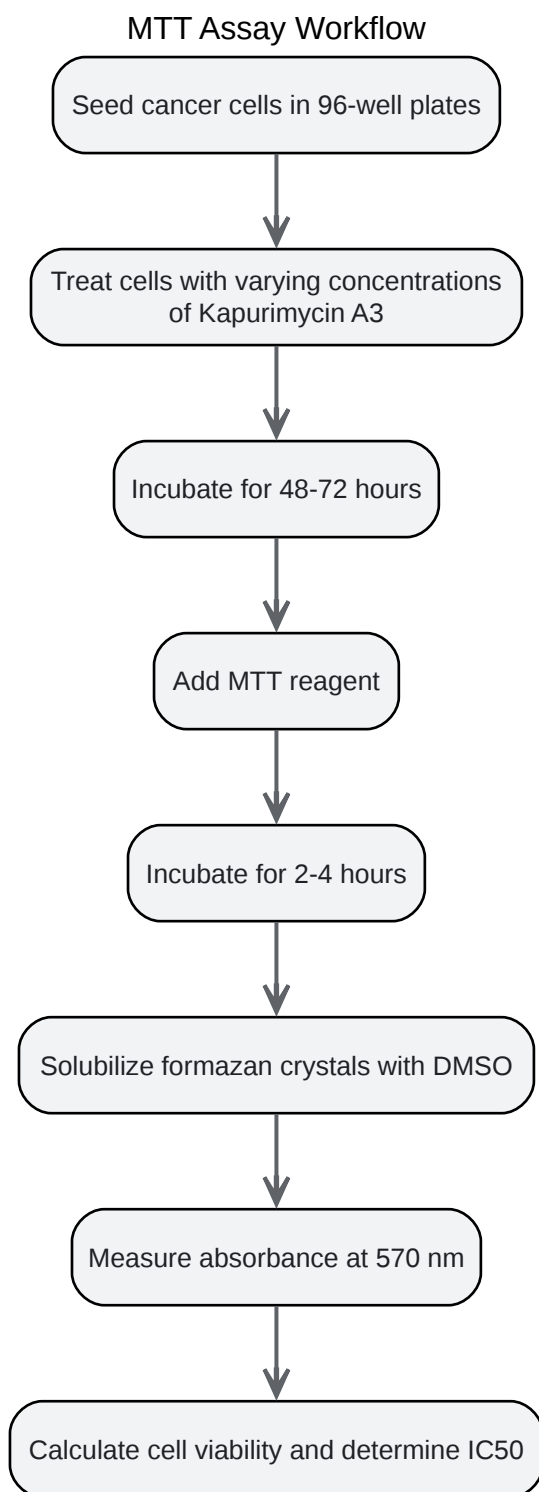 MTT Assay Workflow
Seed cancer cells in 96-well plates
Treat cells with varying concentrations
of Kapurimycin A3
Incubate for 48-72 hours
Add MTT reagent
Incubate for 2-4 hours
Solubilize formazan crystals with DMSO
Measure absorbance at 570 nm
Calculate cell viability and determine IC50